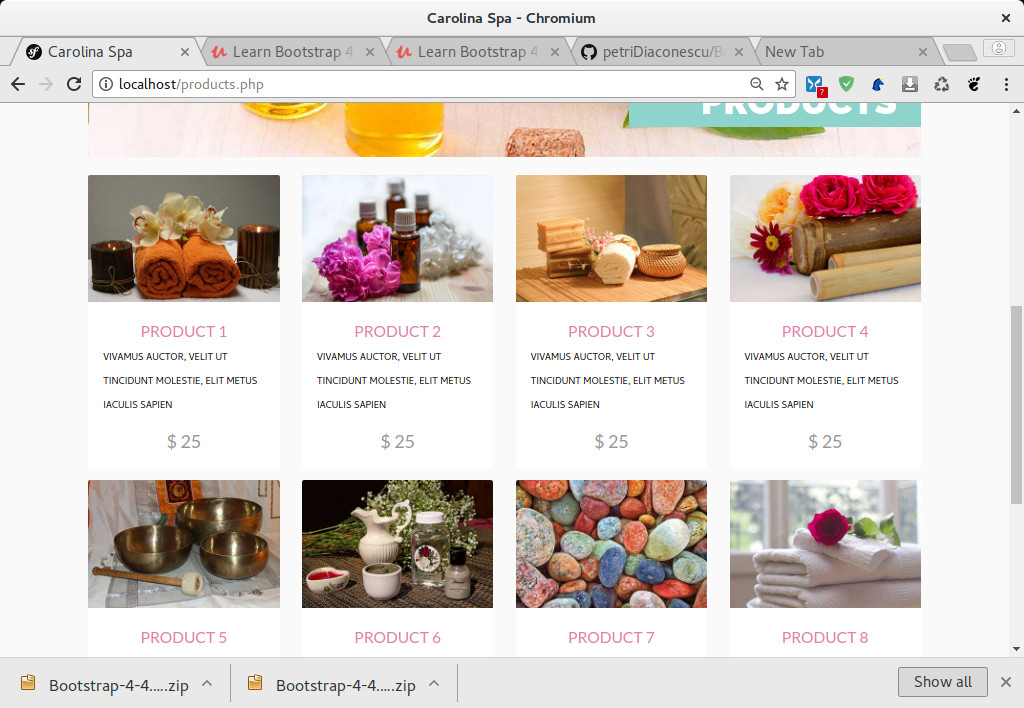 Carolina Spa - Chromium
Carolina Spa
Learn Bootstrap 4
Learn Bootstrap 4
petriDiaconescu/B
New Tab
localhost/products.php
?
PRODUCTS
PRODUCT 1
VIVAMUS AUCTOR, VELIT UT
TINCIDUNT MOLESTIE, ELIT METUS
IACULIS SAPIEN
$ 25
PRODUCT 2
VIVAMUS AUCTOR, VELIT UT
TINCIDUNT MOLESTIE, ELIT METUS
IACULIS SAPIEN
$ 25
PRODUCT 3
VIVAMUS AUCTOR, VELIT UT
TINCIDUNT MOLESTIE, ELIT METUS
IACULIS SAPIEN
$ 25
PRODUCT 4
VIVAMUS AUCTOR, VELIT UT
TINCIDUNT MOLESTIE, ELIT METUS
IACULIS SAPIEN
$ 25
PRODUCT 5
PRODUCT 6
PRODUCT 7
PRODUCT 8
Bootstrap-4-4.....zip
Bootstrap-4-4.....zip
Show all